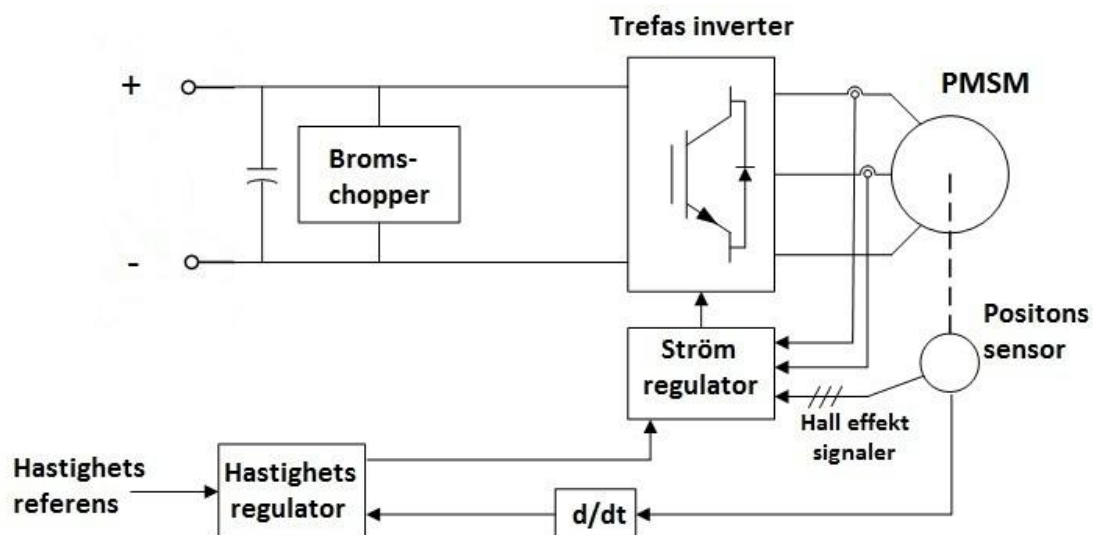 Trefas inverter
PMSM
+
Broms-
chopper
-
Positons
sensor
Ström
regulator
Hall effekt
signaler
Hastighets
referens
Hastighets
regulator
d/dt